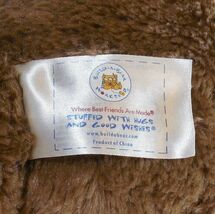 BUILD-A-BEAR
WORKSHOP
Where Best Friends Are Made®
STUFFED WITH HUGS
AND GOOD WISHES®
www.buildabear.com
Product of China